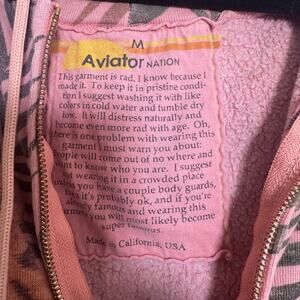 M
Aviator NATION
This garment is rad, I know because I
made it. To keep it in pristine condi-
tion I suggest washing it with like
colors in cold water and tumble dry
low. It will distress naturally and
become even more rad with age. Oh,
there is one problem with wearing this
garment I must warn you about:
people will come out of no where and
want to know who you are. I suggest
not wearing it in a crowded place
unless you have a couple body guards,
then it's probably ok, and if you're
already famous and wearing this
garment you will most likely become
super famous.
Made in California, USA